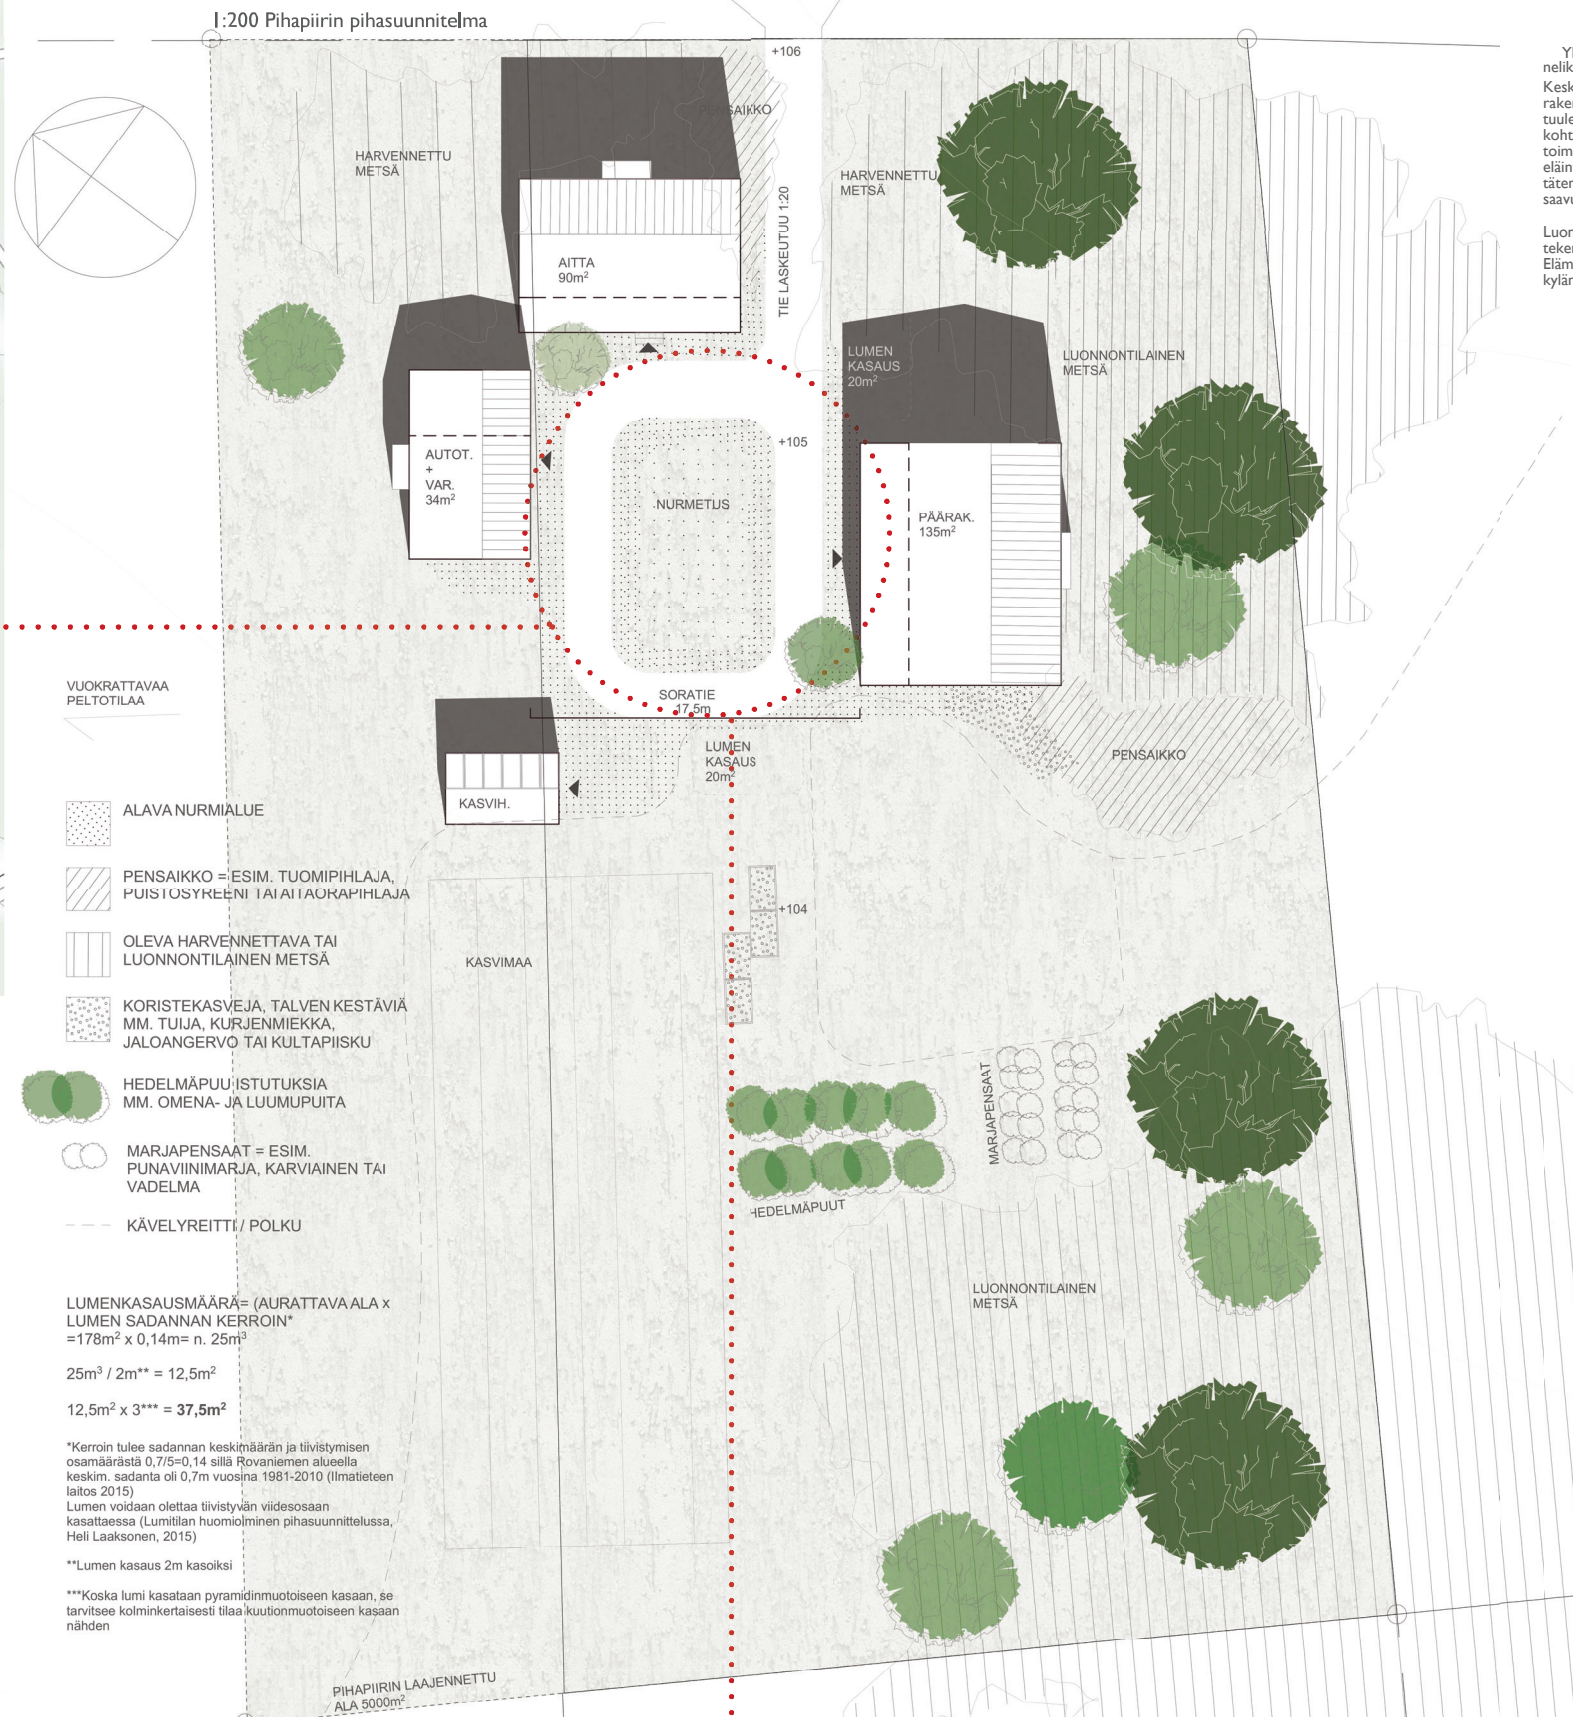 1:200 Pihapiirin pihasuunnitelma
+106
PENSAIKKO
HARVENNETTU
METSÄ
HARVENNETTU
METSÄ
TIE LASKEUTUU 1:20
AITTA
90m²
LUMEN
KASAUS
20m²
LUONNONTILAINEN
METSÄ
+105
AUTOT.
+
VAR.
34m²
NURMETUS
PÄÄRAK.
135m²
VUOKRATTAVAA
PELTOTILAA
SORATIE
17,5m
LUMEN
KASAUS
20m²
PENSAIKKO
KASVIH.
ALAVA NURMIALUE
PENSAIKKO = ESIM. TUOMIPIHLAJA,
PUISTOSYREENI TAI AITAORAPIHLAJA
+104
OLEVA HARVENNETTAVA TAI
LUONNONTILAINEN METSÄ
KASVIMAA
KORISTEKASVEJA, TALVEN KESTÄVIÄ
MM. TUIJA, KURJENMIEKKA,
JALOANGERVO TAI KULTAPIISKU
HEDELMÄPUU ISTUTUKSIA
MM. OMENA- JA LUUMUPUITA
MARJAPENSAAT
MARJAPENSAAT = ESIM.
PUNAVIINIMARJA, KARVIAINEN TAI
VADELMA
HEDELMÄPUUT
KÄVELYREITTI / POLKU
LUONNONTILAINEN
METSÄ
LUMENKASAUSMÄÄRÄ= (AURATTAVA ALA x
LUMEN SADANNAN KERROIN*
=178m² x 0,14m= n. 25m³
25m³ / 2m** = 12,5m²
12,5m² x 3*** = 37,5m²
*Kerroin tulee sadannan keskimäärän ja tiivistymisen
osamäärästä 0,7/5=0,14 sillä Rovaniemen alueella
keskim. sadanta oli 0,7m vuosina 1981-2010 (Ilmatieteen
laitos 2015)
Lumen voidaan olettaa tiivistyvän viidesosaan
kasattaessa (Lumitilan huomiolminen pihasuunnittelussa,
Heli Laaksonen, 2015)
**Lumen kasaus 2m kasoiksi
***Koska lumi kasataan pyramidinmuotoiseen kasaan, se
tarvitsee kolminkertaisesti tilaa kuutionmuotoiseen kasaan
nähden
PIHAPIIRIN LAAJENNETTU
ALA 5000m²